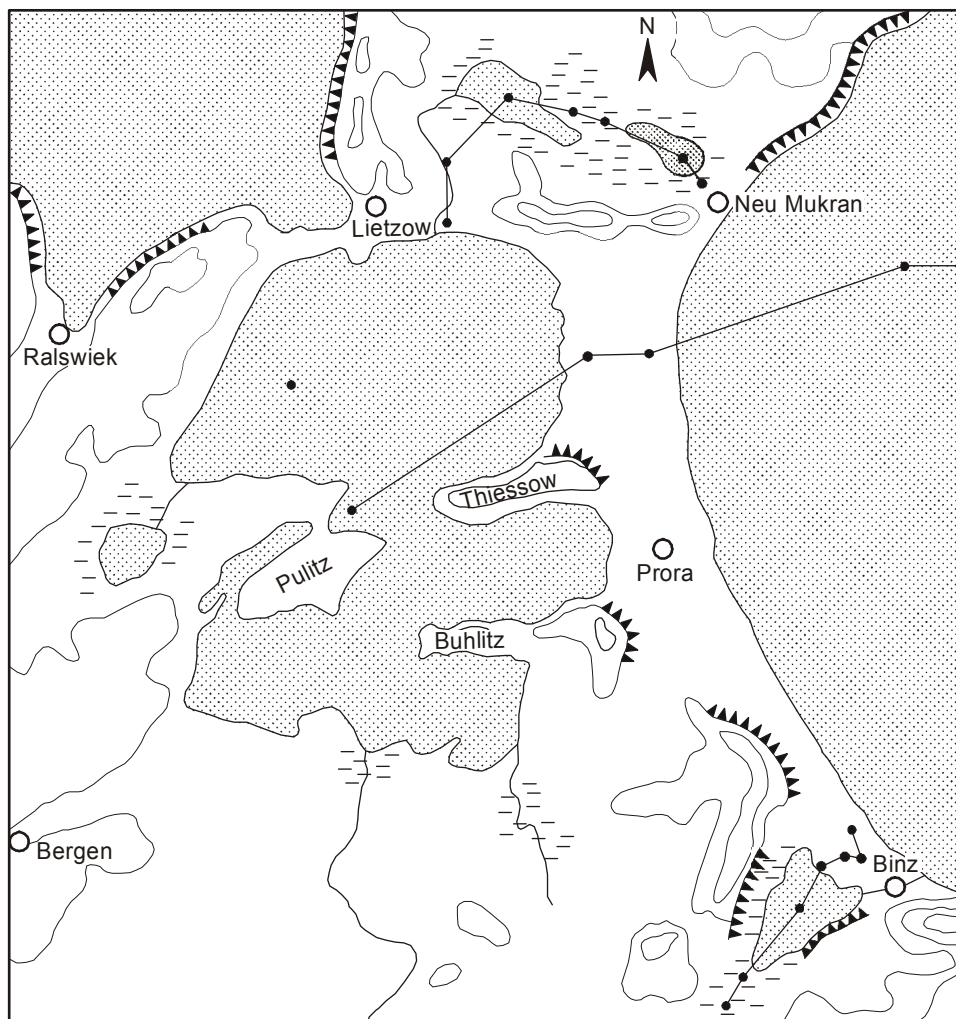 N
Neu Mukran
Lietzow
Ralswiek
Thiessow
Prora
Pulitz
Buhlitz
Bergen
Binz